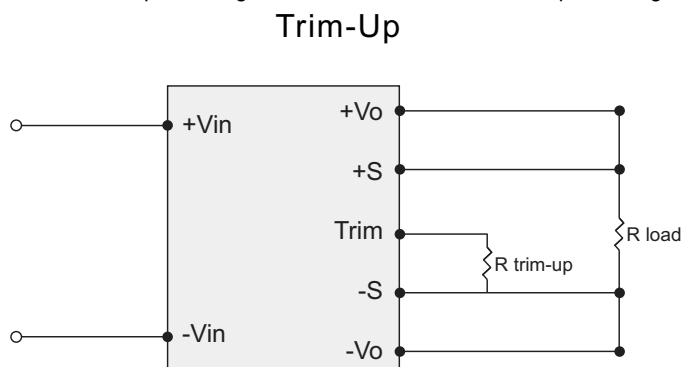 Trim-Up
+Vin
+Vo
+S
Trim
R load
R trim-up
-S
-Vin
-Vo